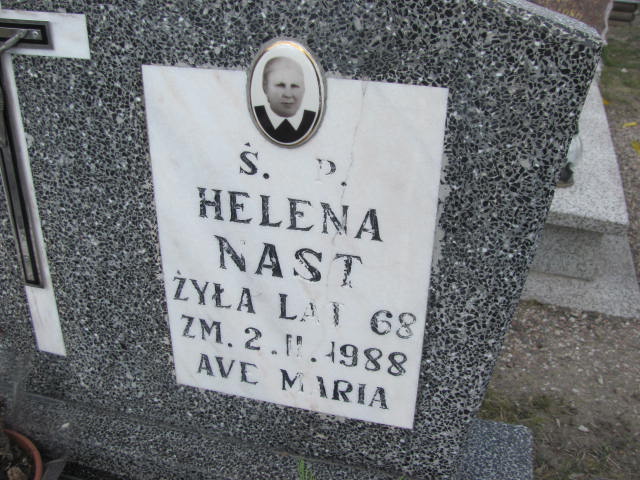 Ś. P.
HELENA
NAST
ŻYŁA LAT 68
ZM. 2.II.1988
AVE MARIA